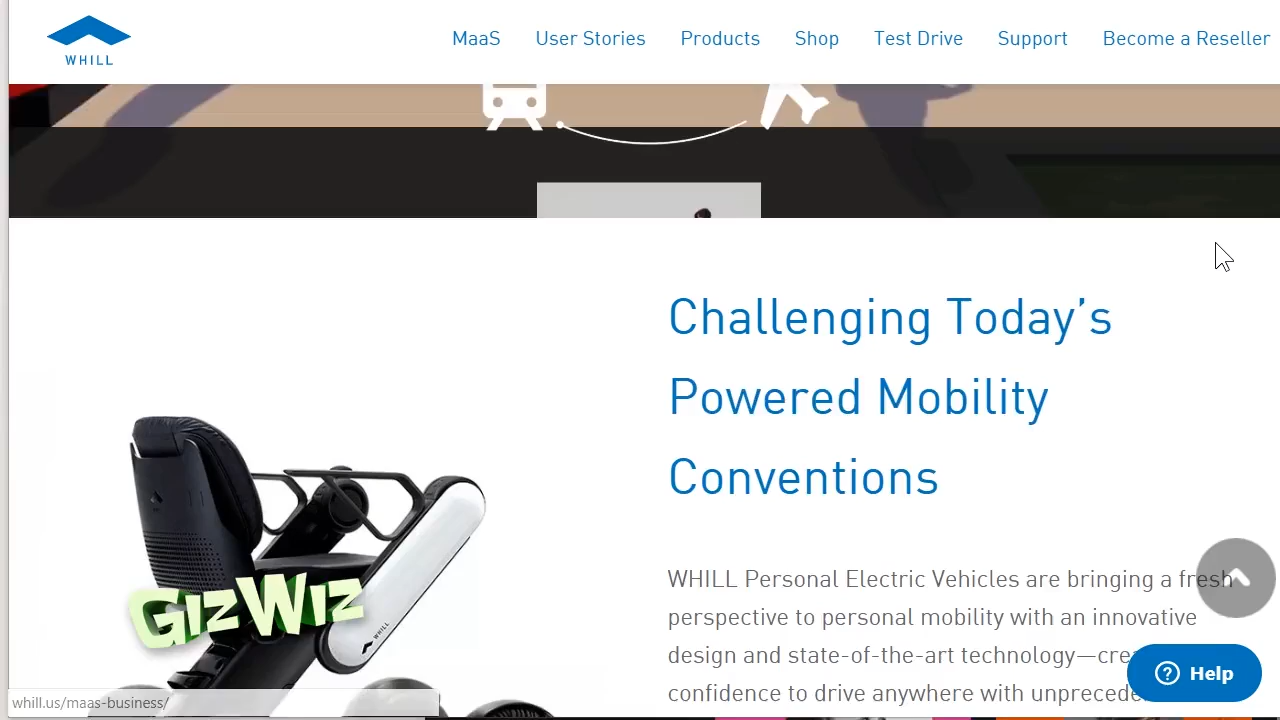 WHILL
MaaS User Stories Products Shop Test Drive Support Become a Reseller
Challenging Today’s
Powered Mobility
Conventions
WHILL Personal Electric Vehicles are bringing a fresh
perspective to personal mobility with an innovative
design and state-of-the-art technology—
confidence to drive anywhere with
Help
GizWiz
WHILL
whill.us/maas-business/